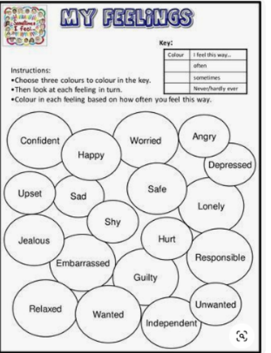 MY FEELINGS
Key:
Colour I feel this way...
often
sometimes
Never/hardly ever
Instructions:
•Choose three colours to colour in the key.
•Then look at each feeling in turn.
•Colour in each feeling based on how often you feel this way.
Confident
Happy
Worried
Angry
Depressed
Upset
Sad
Safe
Lonely
Shy
Jealous
Hurt
Embarrassed
Responsible
Guilty
Relaxed
Wanted
Independent
Unwanted